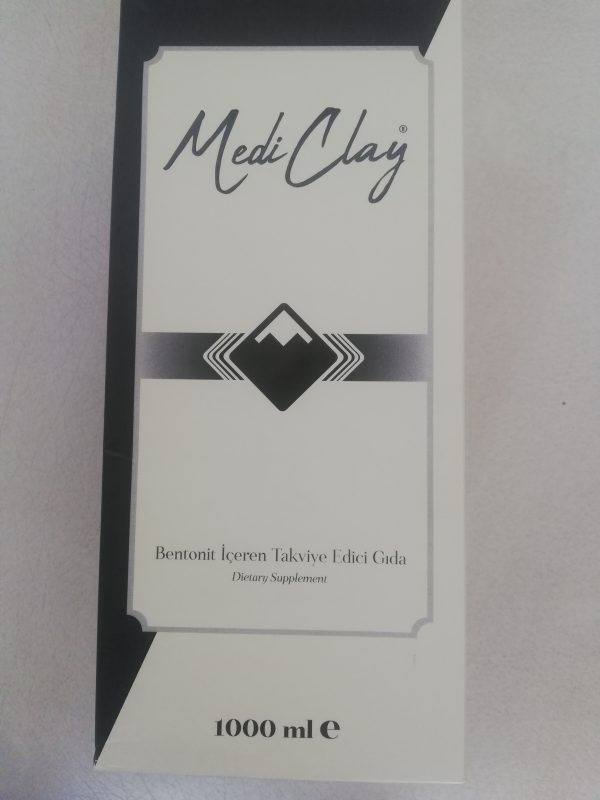 Medi Clay®
Bentonit İçeren Takviye Edici Gıda
Dietary Supplement
1000 ml ℮